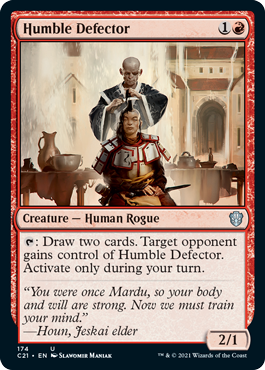 Humble Defector 1
Creature — Human Rogue
: Draw two cards. Target opponent
gains control of Humble Defector.
Activate only during your turn.
"You were once Mardu, so your body
and will are strong. Now we must train
your mind."
—Houn, Jeskai elder
2/1
174 U
C21 • EN Slawomir Maniak ™ & © 2021 Wizards of the Coast